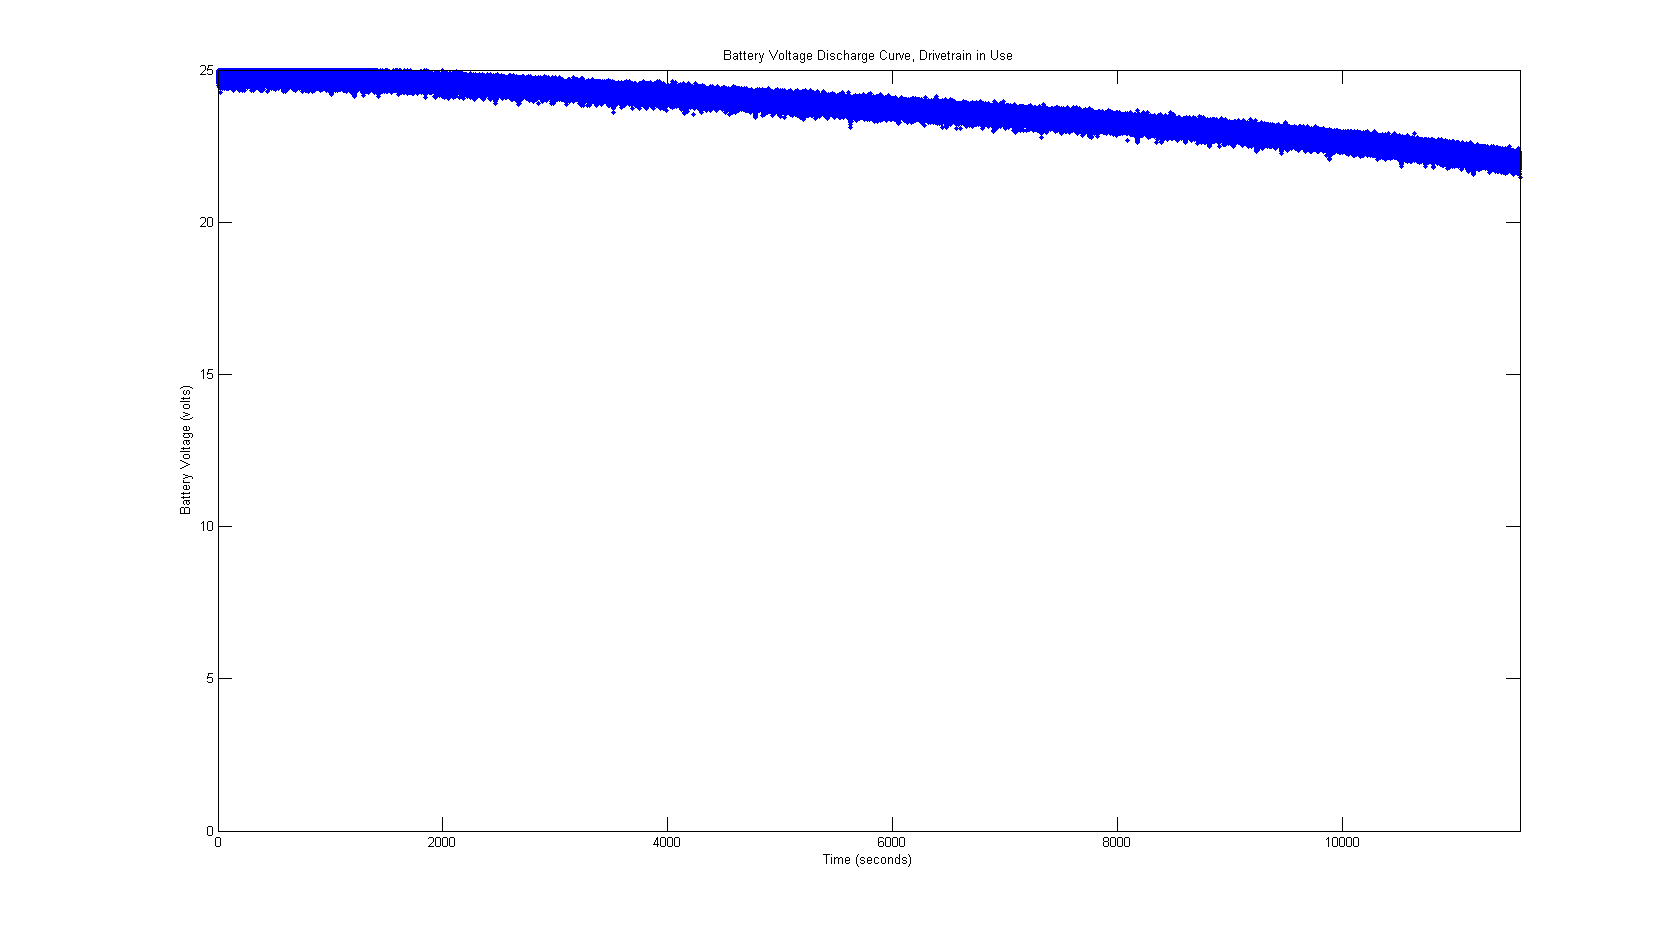 Battery Voltage Discharge Curve, Drivetrain in Use
25
20
15
10
5
0
Battery Voltage (volts)
0 2000 4000 6000 8000 10000
Time (seconds)